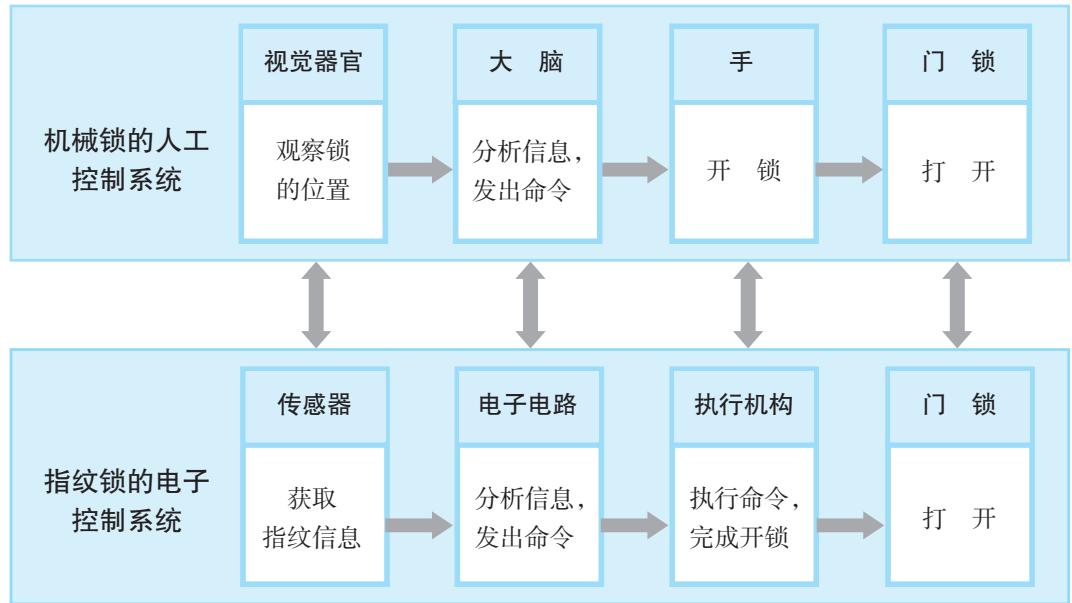 机械锁的人工
控制系统
视觉器官
观察锁
的位置
大 脑
分析信息，
发出命令
手
开 锁
门 锁
打 开
指纹锁的电子
控制系统
传感器
获取
指纹信息
电子电路
分析信息，
发出命令
执行机构
执行命令，
完成开锁
门 锁
打 开